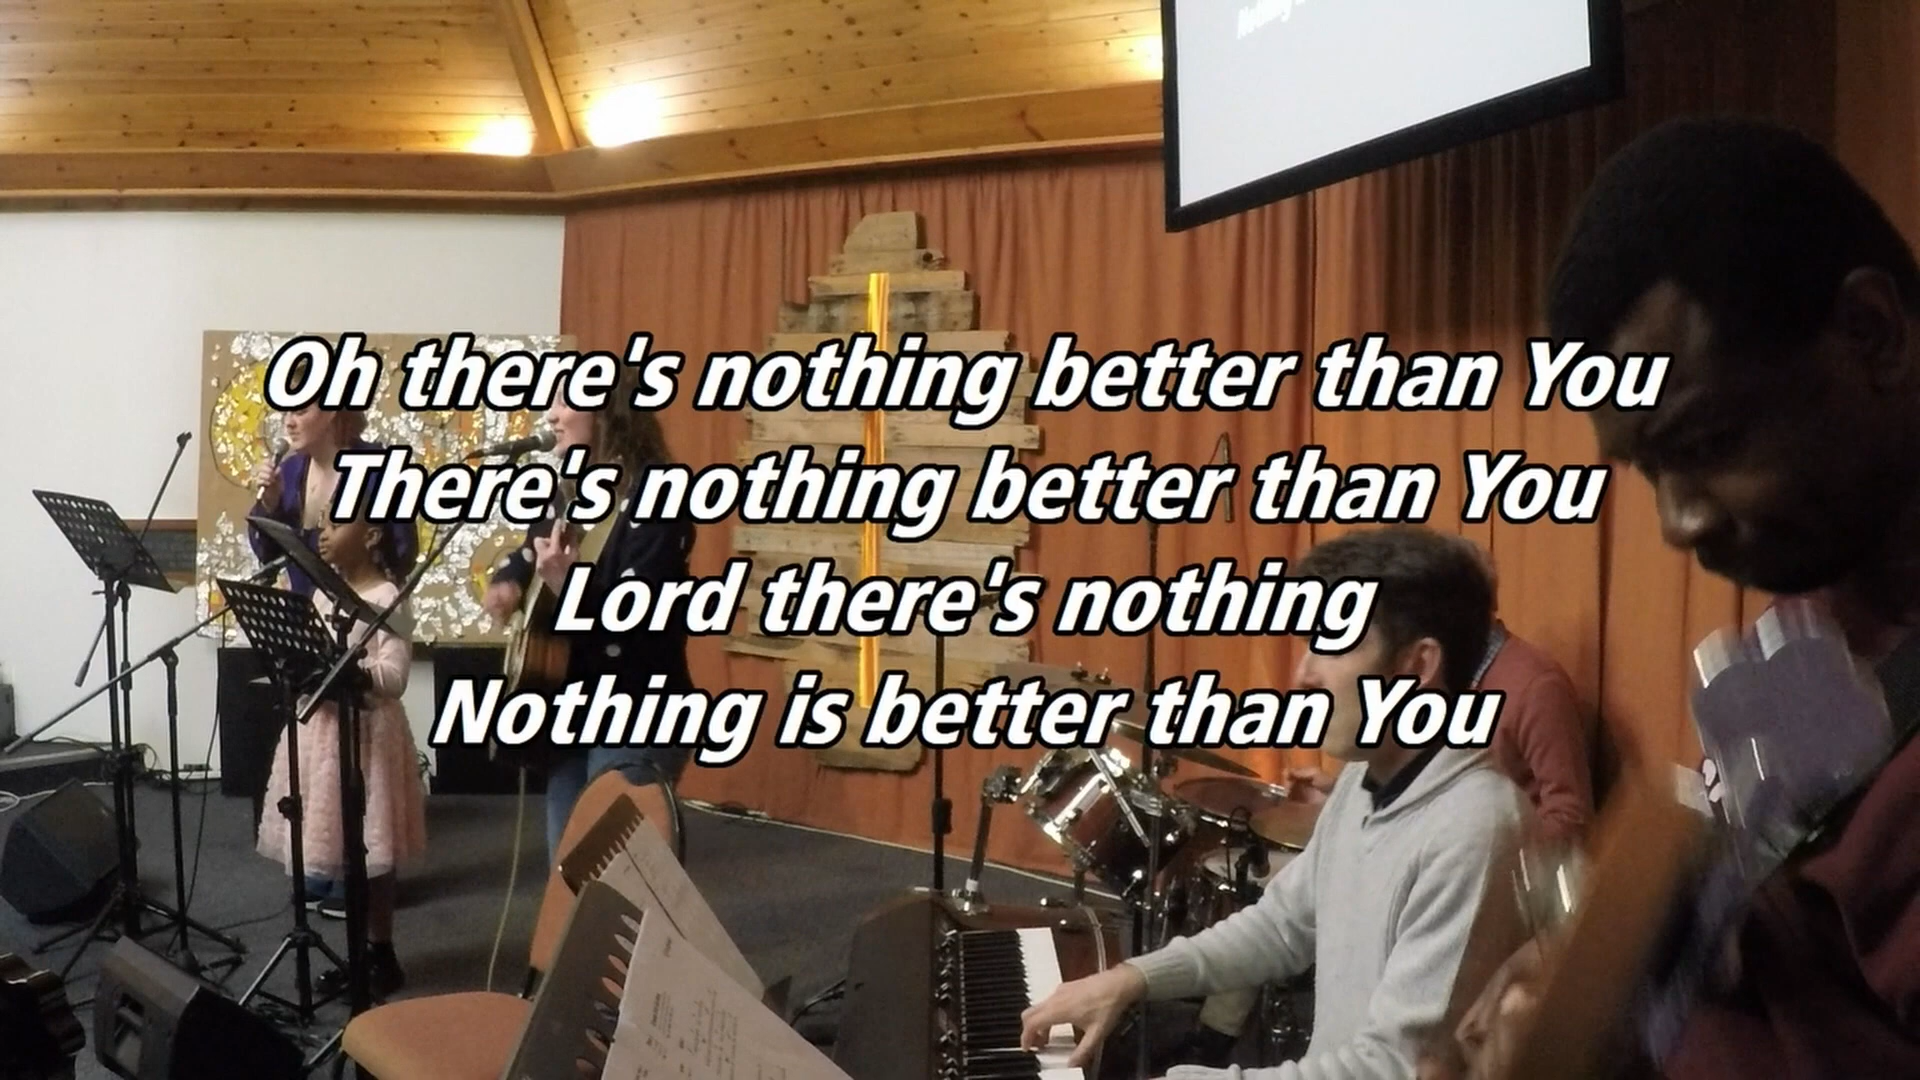 Nothing
Oh there's nothing better than You
There's nothing better than You
Lord there's nothing
Nothing is better than You